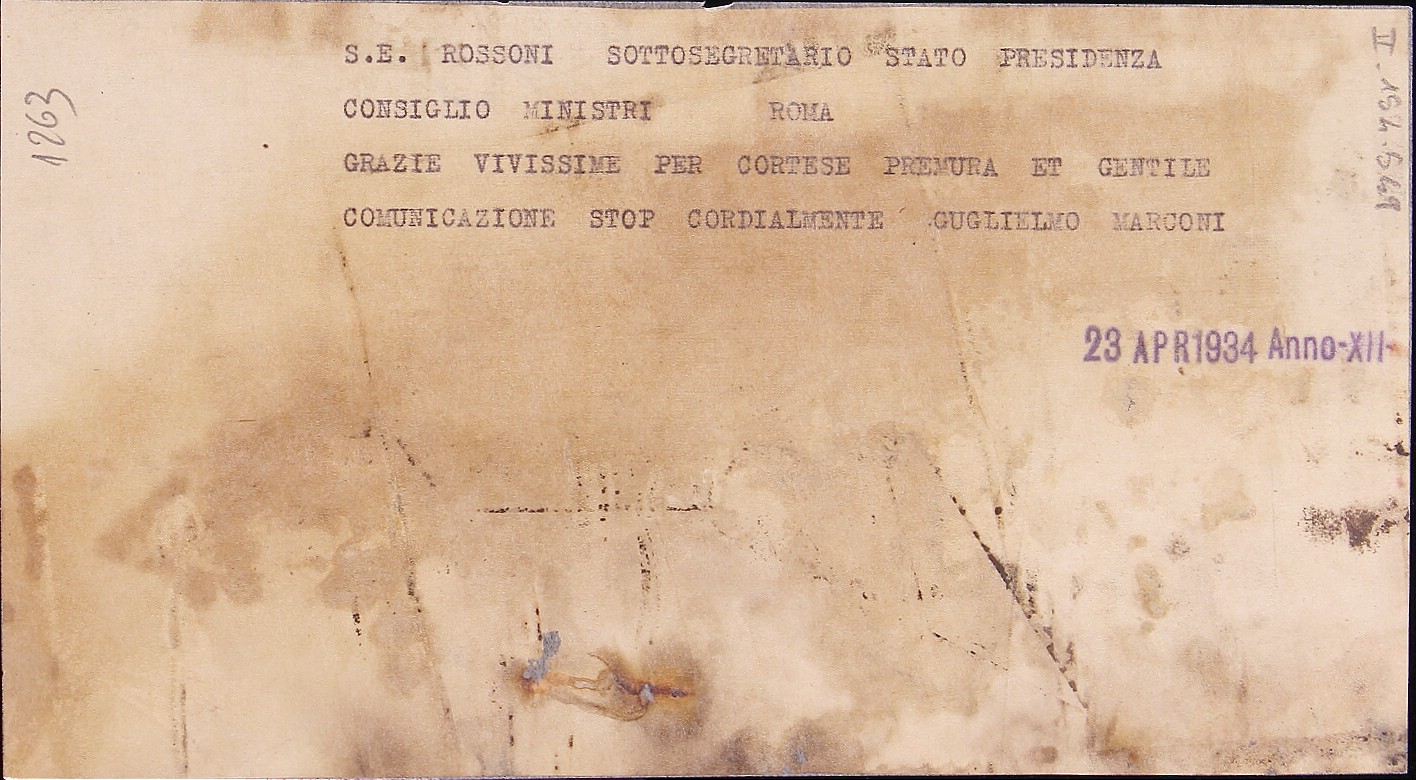 S.E. ROSSONI SOTTOSEGRETARIO STATO PRESIDENZA
CONSIGLIO MINISTRI ROMA
GRAZIE VIVISSIME PER CORTESE PREMURA ET GENTILE
COMUNICAZIONE STOP CORDIALMENTE GUGLIELMO MARCONI
23 APR 1934 Anno-XII-
1263